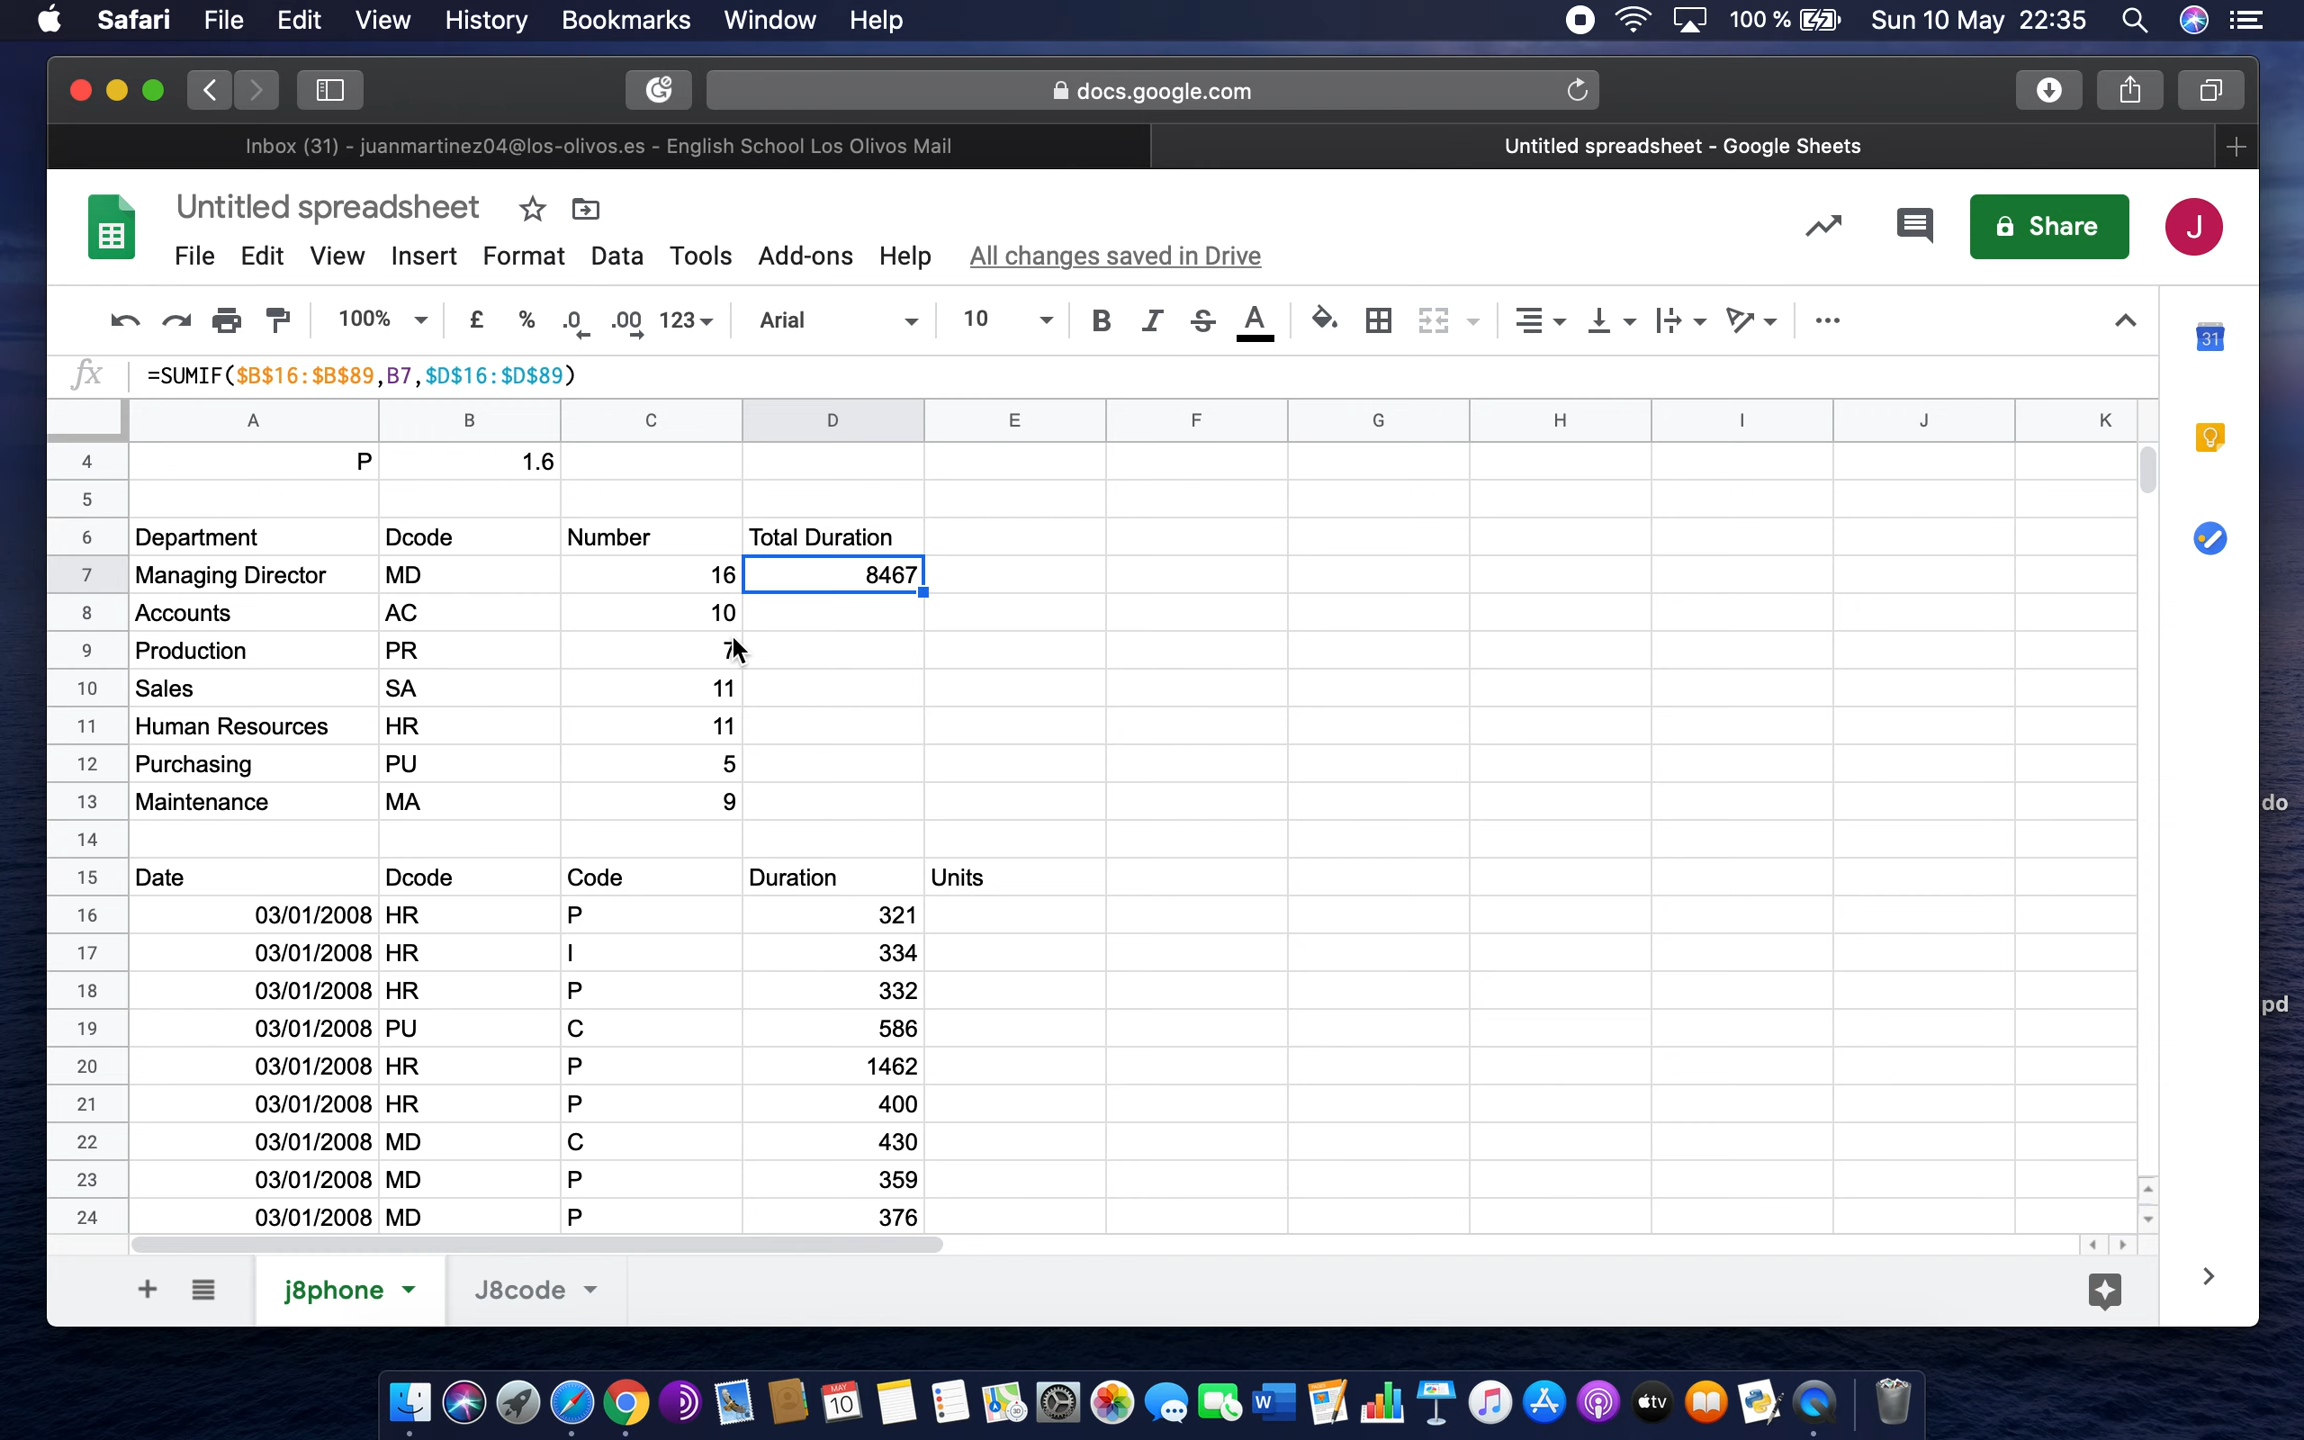 Safari File Edit View History Bookmarks Window Help 100 % Sun 10 May 22:35
docs.google.com
Inbox (31) - juanmartinez04@los-olivos.es - English School Los Olivos Mail Untitled spreadsheet - Google Sheets
Untitled spreadsheet
Share J
File Edit View Insert Format Data Tools Add-ons Help All changes saved in Drive
100% £ % .0 .00 123 Arial 10 B I S A
31
fx =SUMIF($B$16:$B$89,B7,$D$16:$D$89)
A B C D E F G H I J K
4 P 1.6
5
6 Department Dcode Number Total Duration
7 Managing Director MD 16 8467
8 Accounts AC 10
9 Production PR 7
10 Sales SA 11
11 Human Resources HR 11
12 Purchasing PU 5
13 Maintenance MA 9
do
14
15 Date Dcode Code Duration Units
16 03/01/2008 HR P 321
17 03/01/2008 HR I 334
18 03/01/2008 HR P 332
pd
19 03/01/2008 PU C 586
20 03/01/2008 HR P 1462
21 03/01/2008 HR P 400
22 03/01/2008 MD C 430
23 03/01/2008 MD P 359
24 03/01/2008 MD P 376
j8phone J8code
MAY
10 3D W tv